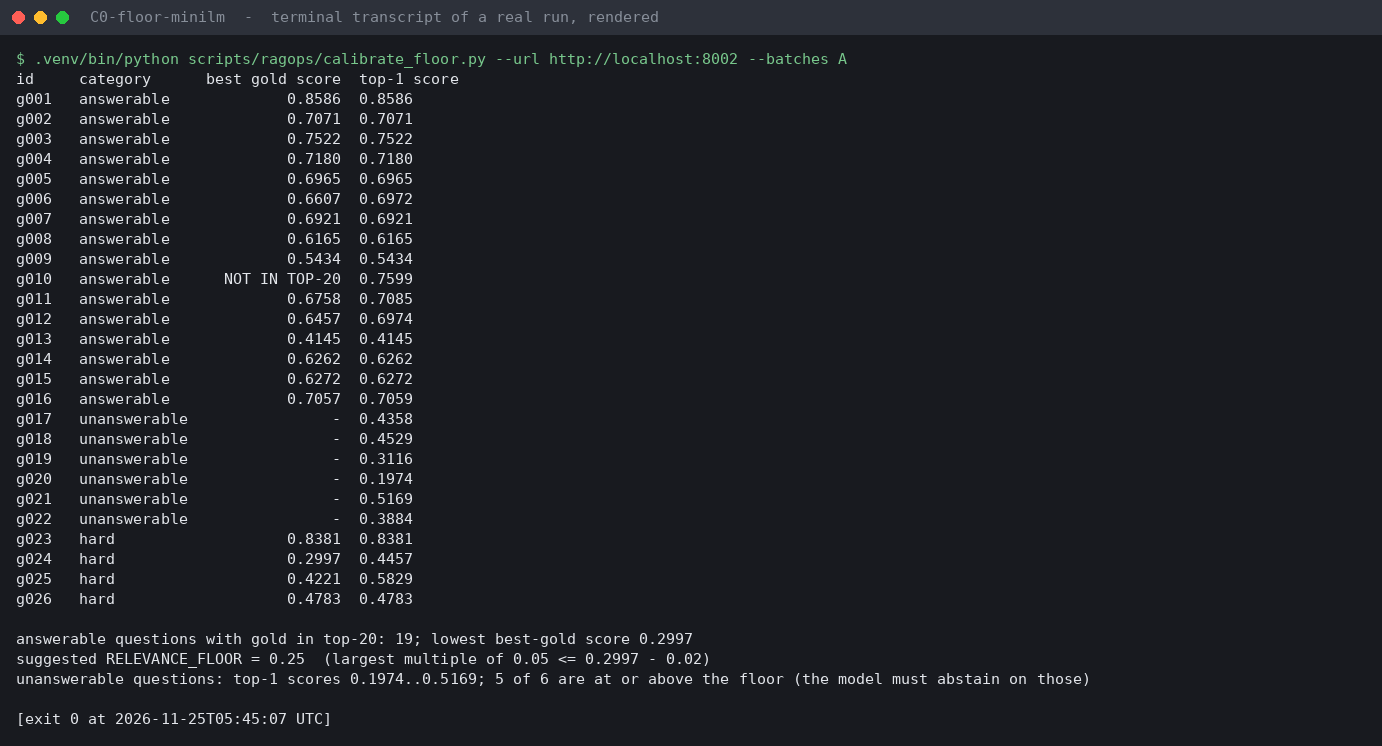 C0-floor-minilm  -  terminal transcript of a real run, rendered
$ .venv/bin/python scripts/ragops/calibrate_floor.py --url http://localhost:8002 --batches A
id     category      best gold score  top-1 score
g001   answerable             0.8586  0.8586
g002   answerable             0.7071  0.7071
g003   answerable             0.7522  0.7522
g004   answerable             0.7180  0.7180
g005   answerable             0.6965  0.6965
g006   answerable             0.6607  0.6972
g007   answerable             0.6921  0.6921
g008   answerable             0.6165  0.6165
g009   answerable             0.5434  0.5434
g010   answerable      NOT IN TOP-20  0.7599
g011   answerable             0.6758  0.7085
g012   answerable             0.6457  0.6974
g013   answerable             0.4145  0.4145
g014   answerable             0.6262  0.6262
g015   answerable             0.6272  0.6272
g016   answerable             0.7057  0.7059
g017   unanswerable                -  0.4358
g018   unanswerable                -  0.4529
g019   unanswerable                -  0.3116
g020   unanswerable                -  0.1974
g021   unanswerable                -  0.5169
g022   unanswerable                -  0.3884
g023   hard                   0.8381  0.8381
g024   hard                   0.2997  0.4457
g025   hard                   0.4221  0.5829
g026   hard                   0.4783  0.4783
answerable questions with gold in top-20: 19; lowest best-gold score 0.2997
suggested RELEVANCE_FLOOR = 0.25  (largest multiple of 0.05 <= 0.2997 - 0.02)
unanswerable questions: top-1 scores 0.1974..0.5169; 5 of 6 are at or above the floor (the model must abstain on those)
[exit 0 at 2026-11-25T05:45:07 UTC]